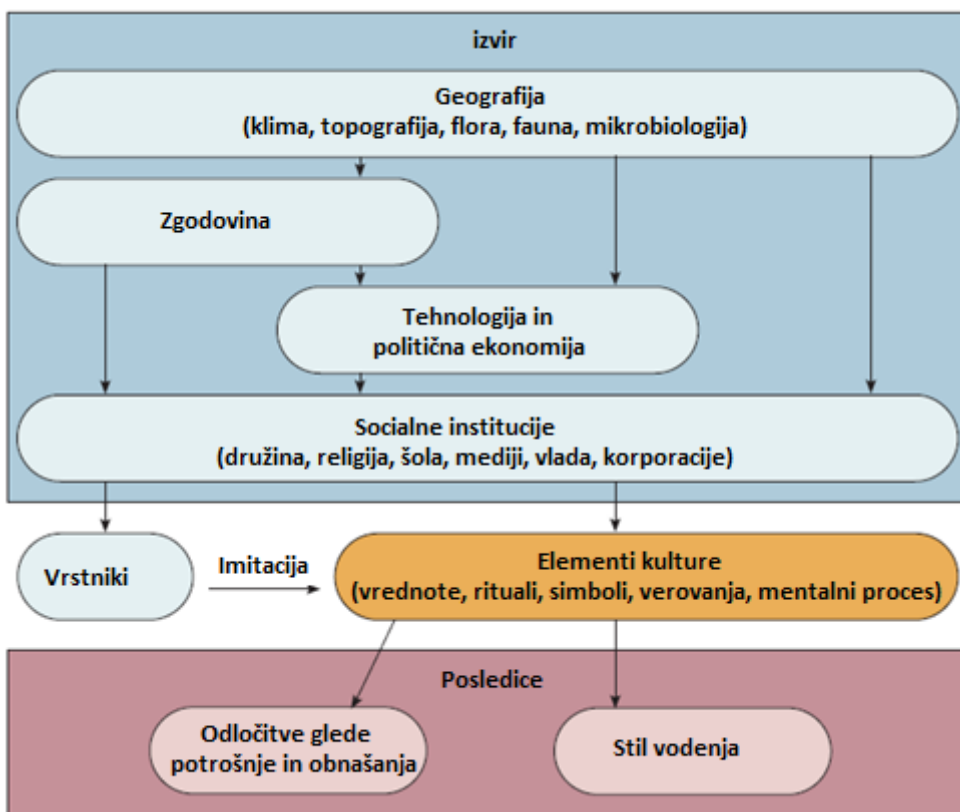 izvir
Geografija
(klima, topografija, flora, fauna, mikrobiologija)
Zgodovina
Tehnologija in
politična ekonomija
Socialne institucije
(družina, religija, šola, mediji, vlada, korporacije)
Vrstniki
Imitacija
Elementi kulture
(vrednote, rituali, simboli, verovanja, mentalni proces)
Posledice
Odločitve glede
potrošnje in obnašanja
Stil vodenja